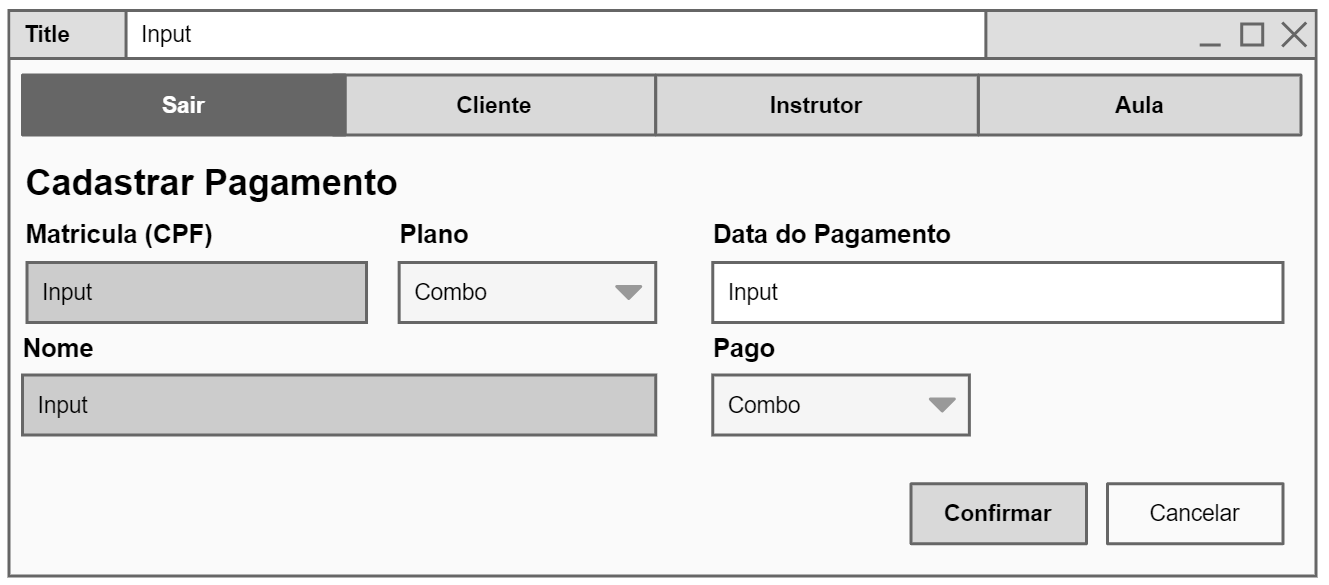 Title Input
Sair Cliente Instrutor Aula
Cadastrar Pagamento
Matricula (CPF) Plano Data do Pagamento
Input Combo Input
Nome Pago
Input Combo
Confirmar Cancelar